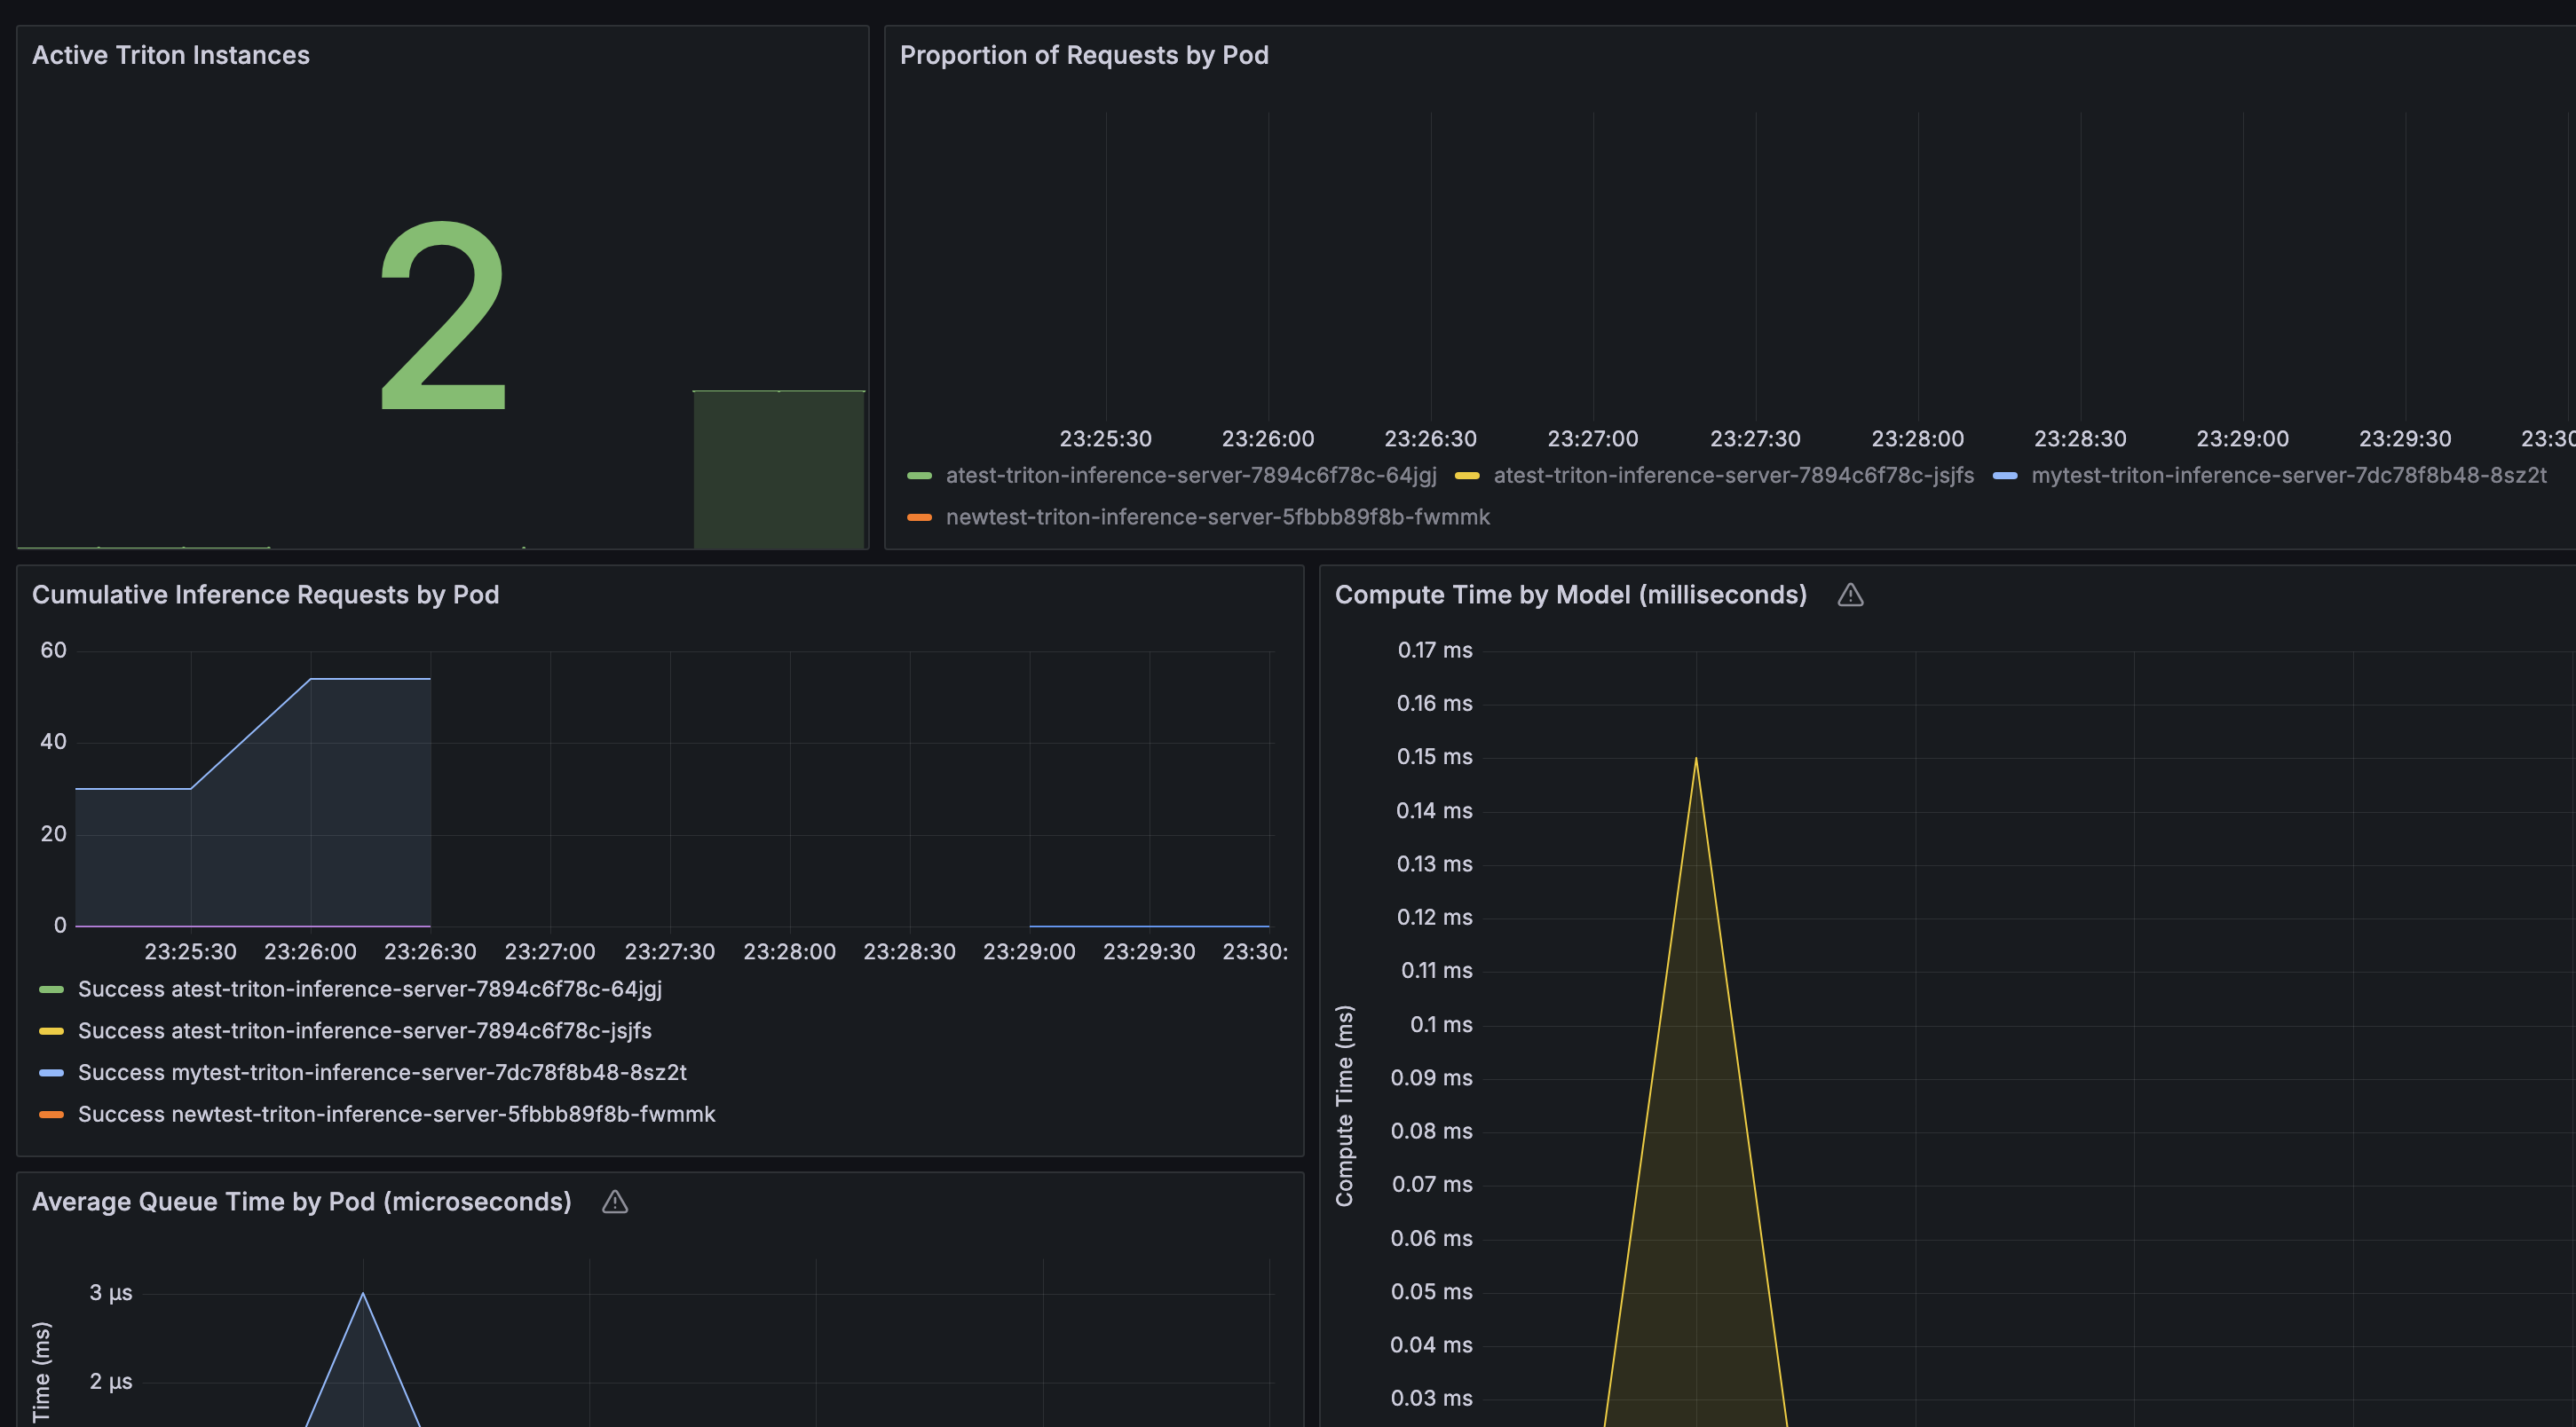 Active Triton Instances
2
Proportion of Requests by Pod
23:25:30 23:26:00 23:26:30 23:27:00 23:27:30 23:28:00 23:28:30 23:29:00 23:29:30 23:30
atest-triton-inference-server-7894c6f78c-64jgj atest-triton-inference-server-7894c6f78c-jsjfs mytest-triton-inference-server-7dc78f8b48-8sz2t
newtest-triton-inference-server-5fbbb89f8b-fwmmk
Cumulative Inference Requests by Pod
60
40
20
0
23:25:30 23:26:00 23:26:30 23:27:00 23:27:30 23:28:00 23:28:30 23:29:00 23:29:30 23:30:
Success atest-triton-inference-server-7894c6f78c-64jgj
Success atest-triton-inference-server-7894c6f78c-jsjfs
Success mytest-triton-inference-server-7dc78f8b48-8sz2t
Success newtest-triton-inference-server-5fbbb89f8b-fwmmk
Compute Time by Model (milliseconds)
Compute Time (ms)
0.17 ms
0.16 ms
0.15 ms
0.14 ms
0.13 ms
0.12 ms
0.11 ms
0.1 ms
0.09 ms
0.08 ms
0.07 ms
0.06 ms
0.05 ms
0.04 ms
0.03 ms
Average Queue Time by Pod (microseconds)
Time (ms)
3 µs
2 µs